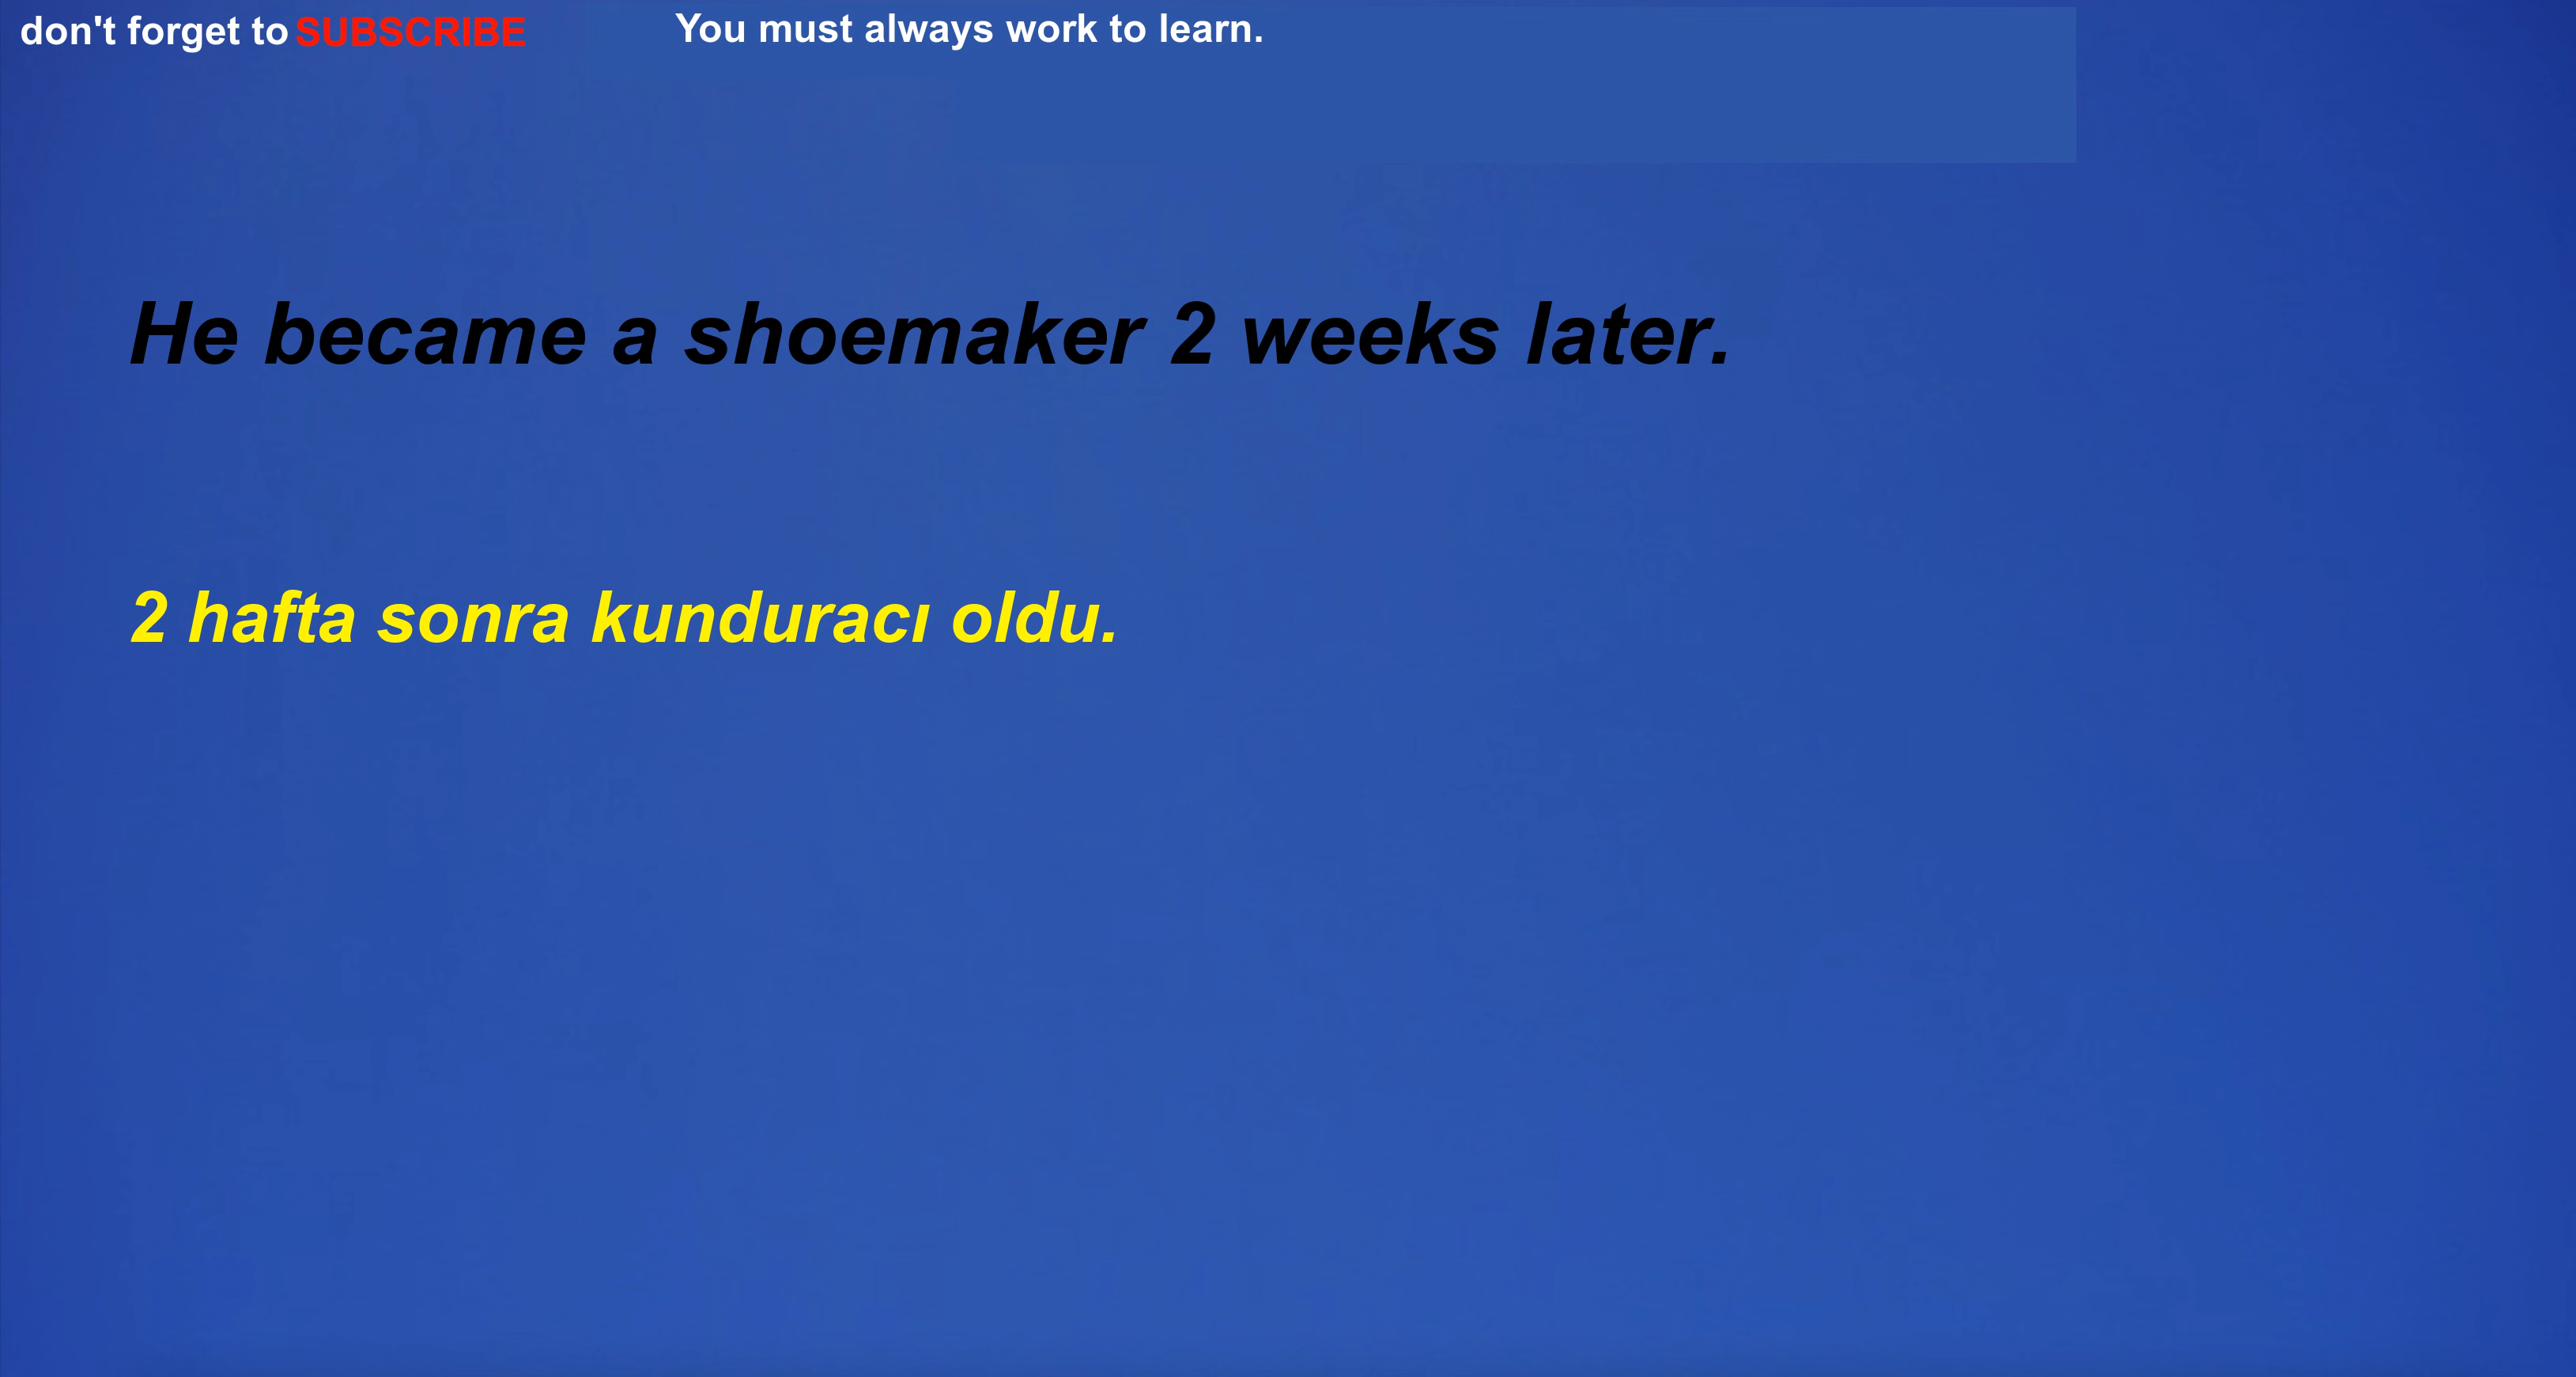 don't forget to SUBSCRIBE You must always work to learn.
He became a shoemaker 2 weeks later.
2 hafta sonra kunduracı oldu.